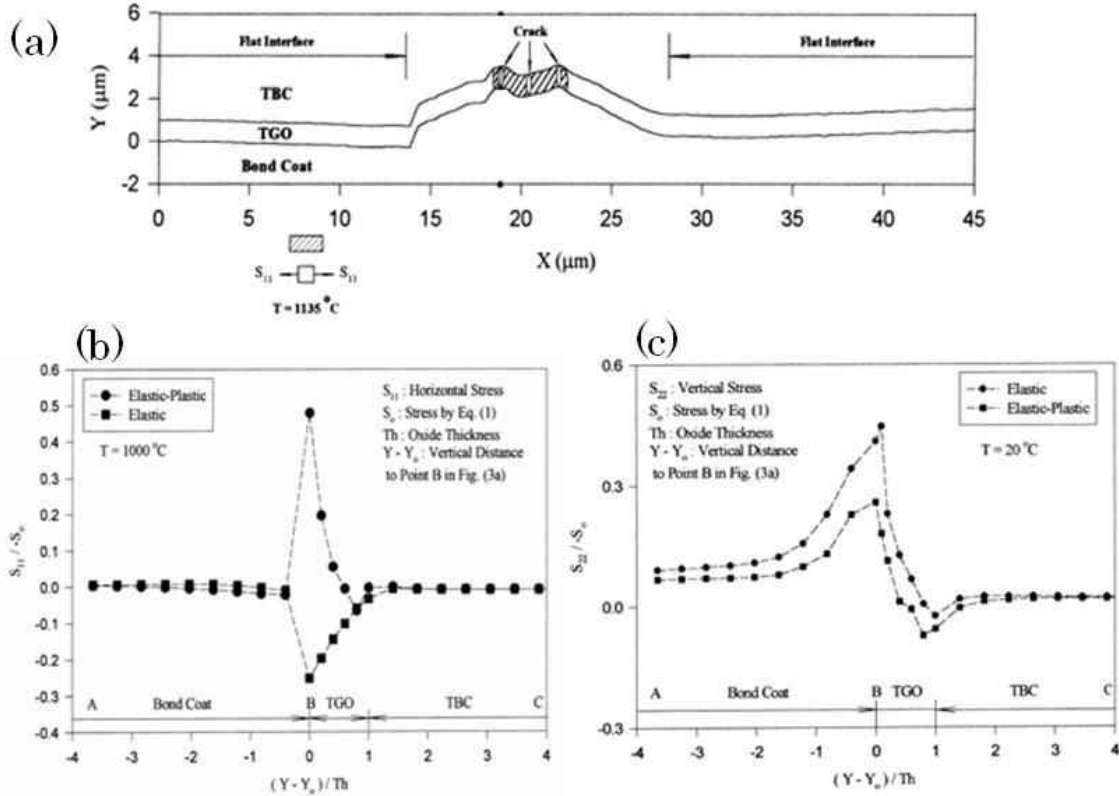 (a)
6
4
2
0
-2
Y (μm)
Flat Interface
Crack
Flat Interface
TBC
TGO
Bond Coat
0 5 10 15 20 25 30 35 40 45
X (μm)
S11 S11
T = 1135 °C
(b)
0.6
0.5
0.4
0.3
0.2
0.1
0.0
-0.1
-0.2
-0.3
-0.4
S11 / -So
Elastic-Plastic
Elastic
T = 1000 °C
S11 : Horizontal Stress
So : Stress by Eq. (1)
Th : Oxide Thickness
Y - Yo : Vertical Distance
to Point B in Fig. (3a)
A Bond Coat B TGO TBC C
-4 -3 -2 -1 0 1 2 3 4
( Y - Yo ) / Th
(c)
0.6
0.3
0.0
-0.3
S22 / -So
S22 : Vertical Stress
So : Stress by Eq. (1)
Th : Oxide Thickness
Y - Yo : Vertical Distance
to Point B in Fig. (3a)
Elastic
Elastic-Plastic
T = 20 °C
A Bond Coat B TGO TBC C
-4 -3 -2 -1 0 1 2 3 4
( Y - Yo ) / Th